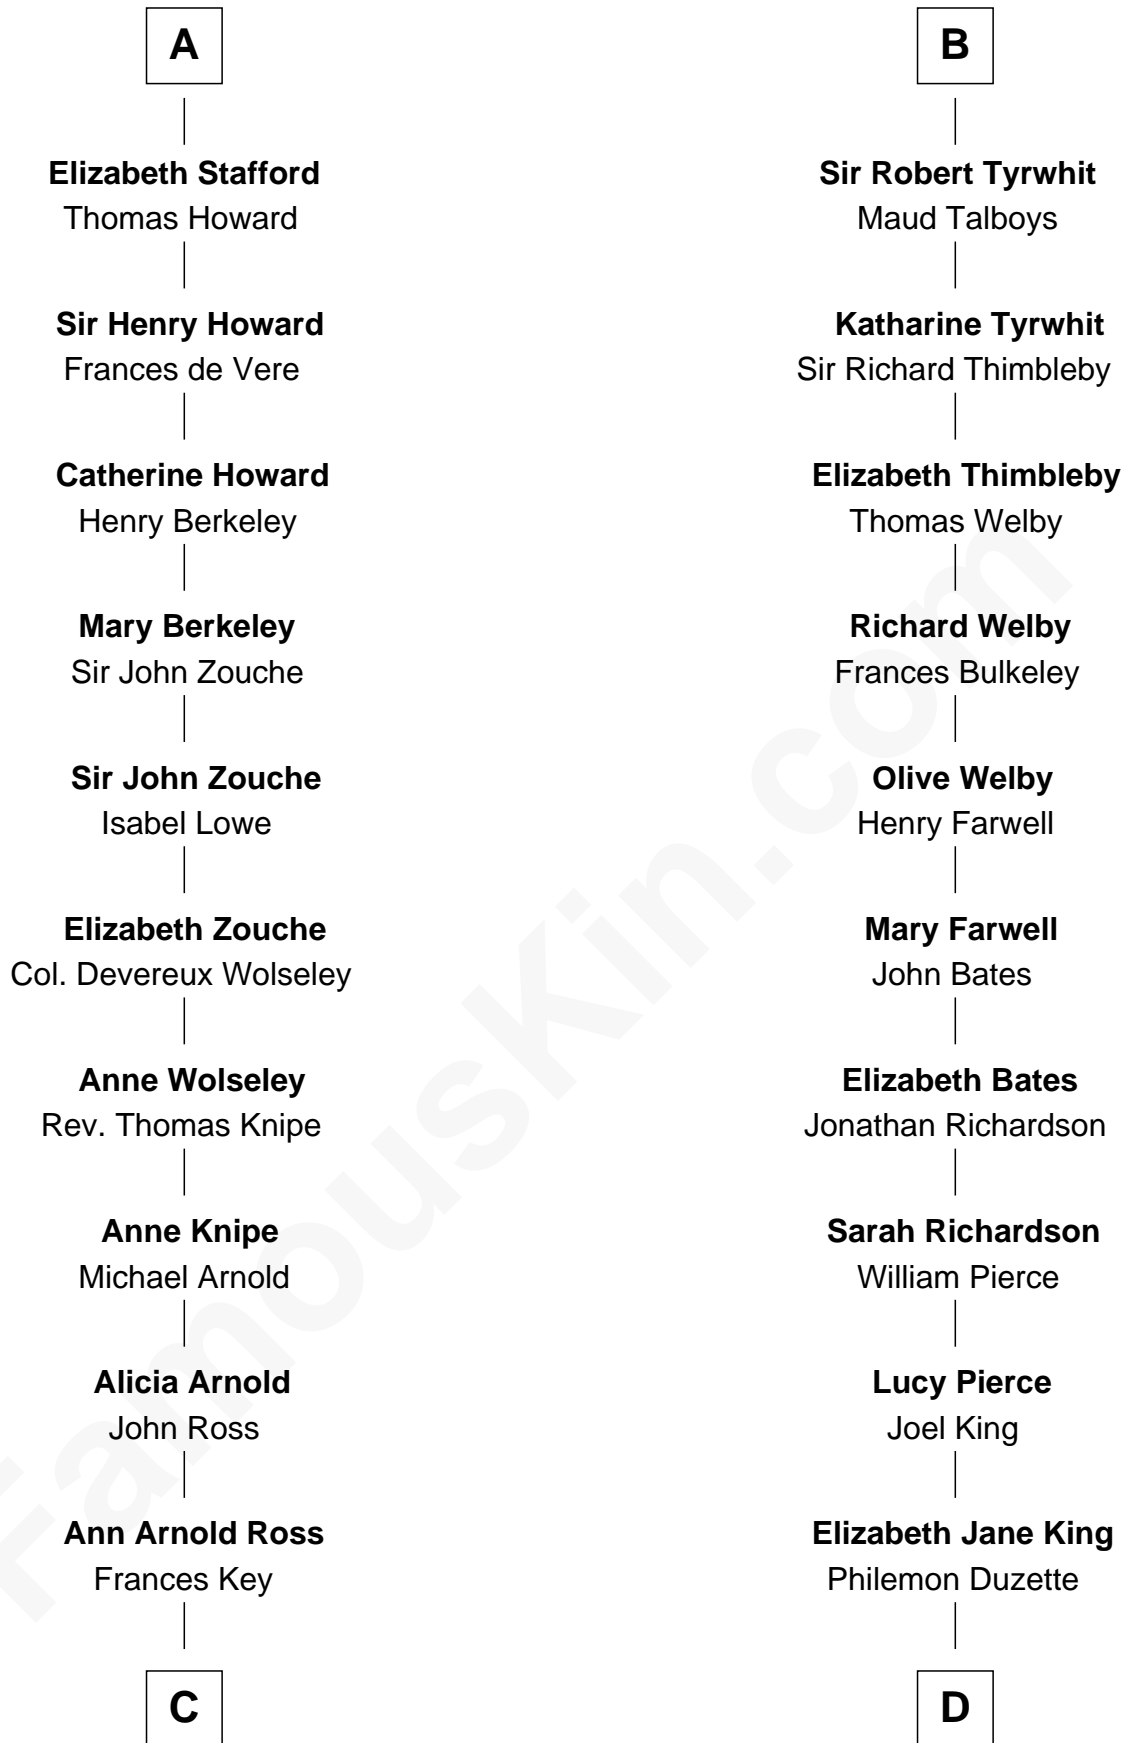 A
Elizabeth Stafford
Thomas Howard
Sir Henry Howard
Frances de Vere
Catherine Howard
Henry Berkeley
Mary Berkeley
Sir John Zouche
Sir John Zouche
Isabel Lowe
Elizabeth Zouche
Col. Devereux Wolseley
Anne Wolseley
Rev. Thomas Knipe
Anne Knipe
Michael Arnold
Alicia Arnold
John Ross
Ann Arnold Ross
Frances Key
C
B
Sir Robert Tyrwhit
Maud Talboys
Katharine Tyrwhit
Sir Richard Thimbleby
Elizabeth Thimbleby
Thomas Welby
Richard Welby
Frances Bulkeley
Olive Welby
Henry Farwell
Mary Farwell
John Bates
Elizabeth Bates
Jonathan Richardson
Sarah Richardson
William Pierce
Lucy Pierce
Joel King
Elizabeth Jane King
Philemon Duzette
D
FamousKin.com